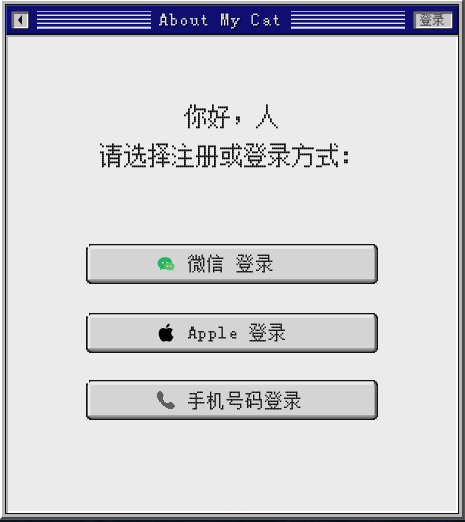 About My Cat
登录
你好，人
请选择注册或登录方式：
微信 登录
Apple 登录
手机号码登录